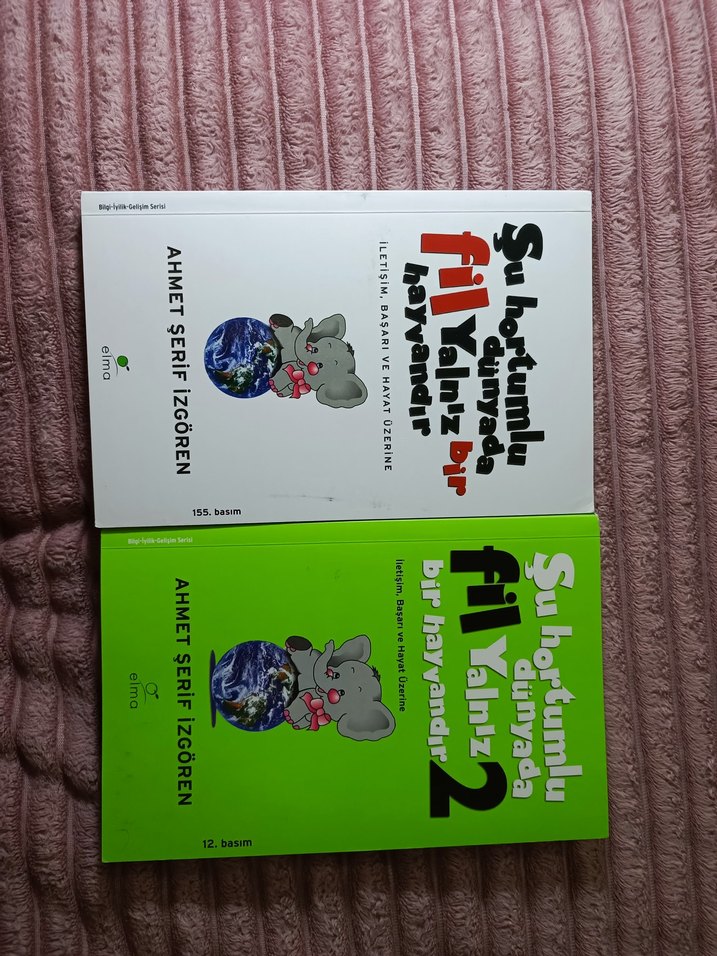 Bilgi-İyilik-Gelişim Serisi
Şu hortumlu
dünyada
fil Yalnız bir
hayvandır
İLETİŞİM, BAŞARI VE HAYAT ÜZERİNE
AHMET ŞERİF İZGÖREN
elma
155. basım
Bilgi-İyilik-Gelişim Serisi
Şu hortumlu
dünyada
fil Yalnız
bir hayvandır 2
İletişim, Başarı ve Hayat Üzerine
AHMET ŞERİF İZGÖREN
elma
12. basım